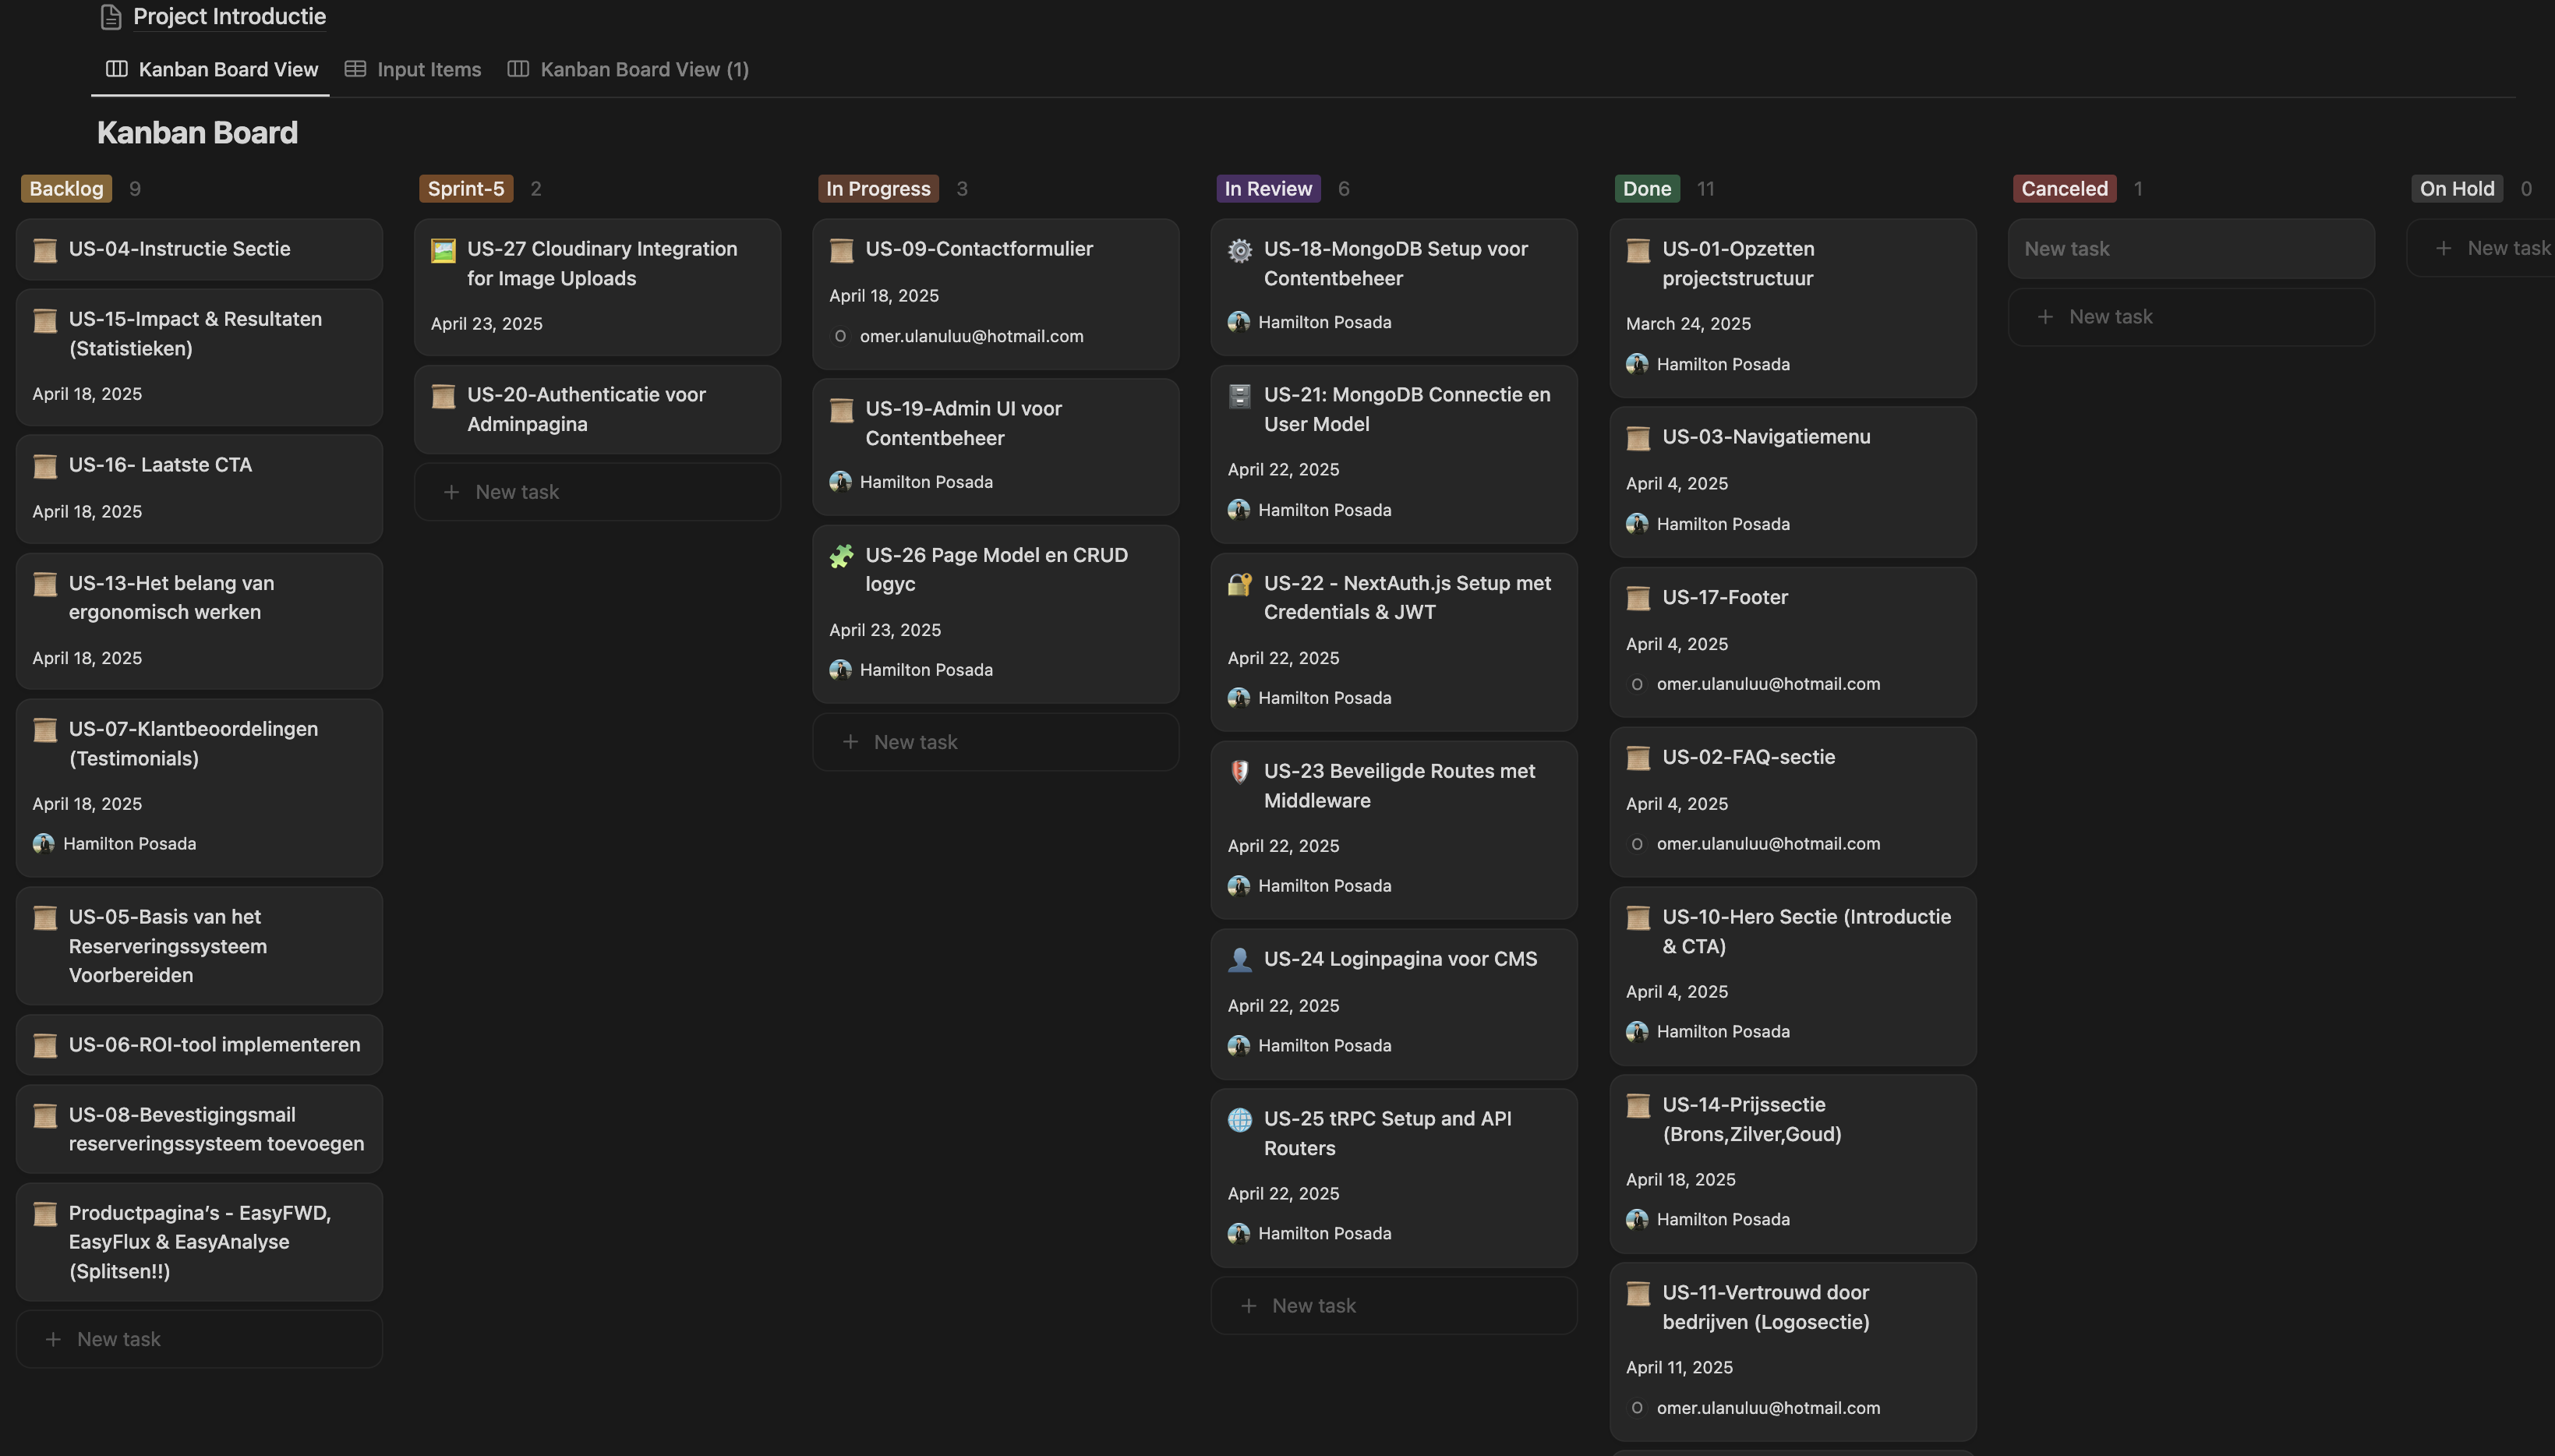 Project Introductie
Kanban Board View
Input Items
Kanban Board View (1)
Kanban Board
Backlog 9
US-04-Instructie Sectie
US-15-Impact & Resultaten
(Statistieken)
April 18, 2025
US-16- Laatste CTA
April 18, 2025
US-13-Het belang van
ergonomisch werken
April 18, 2025
US-07-Klantbeoordelingen
(Testimonials)
April 18, 2025
Hamilton Posada
US-05-Basis van het
Reserveringssysteem
Voorbereiden
US-06-ROI-tool implementeren
US-08-Bevestigingsmail
reserveringssysteem toevoegen
Productpagina’s - EasyFWD,
EasyFlux & EasyAnalyse
(Splitsen!!)
+ New task
Sprint-5 2
US-27 Cloudinary Integration
for Image Uploads
April 23, 2025
US-20-Authenticatie voor
Adminpagina
+ New task
In Progress 3
US-09-Contactformulier
April 18, 2025
O omer.ulanuluu@hotmail.com
US-19-Admin UI voor
Contentbeheer
Hamilton Posada
US-26 Page Model en CRUD
logyc
April 23, 2025
Hamilton Posada
+ New task
In Review 6
US-18-MongoDB Setup voor
Contentbeheer
Hamilton Posada
US-21: MongoDB Connectie en
User Model
April 22, 2025
Hamilton Posada
US-22 - NextAuth.js Setup met
Credentials & JWT
April 22, 2025
Hamilton Posada
US-23 Beveiligde Routes met
Middleware
April 22, 2025
Hamilton Posada
US-24 Loginpagina voor CMS
April 22, 2025
Hamilton Posada
US-25 tRPC Setup and API
Routers
April 22, 2025
Hamilton Posada
+ New task
Done 11
US-01-Opzetten
projectstructuur
March 24, 2025
Hamilton Posada
US-03-Navigatiemenu
April 4, 2025
Hamilton Posada
US-17-Footer
April 4, 2025
O omer.ulanuluu@hotmail.com
US-02-FAQ-sectie
April 4, 2025
O omer.ulanuluu@hotmail.com
US-10-Hero Sectie (Introductie
& CTA)
April 4, 2025
Hamilton Posada
US-14-Prijssectie
(Brons,Zilver,Goud)
April 18, 2025
Hamilton Posada
US-11-Vertrouwd door
bedrijven (Logosectie)
April 11, 2025
O omer.ulanuluu@hotmail.com
Canceled 1
New task
+ New task
On Hold 0
+ New task